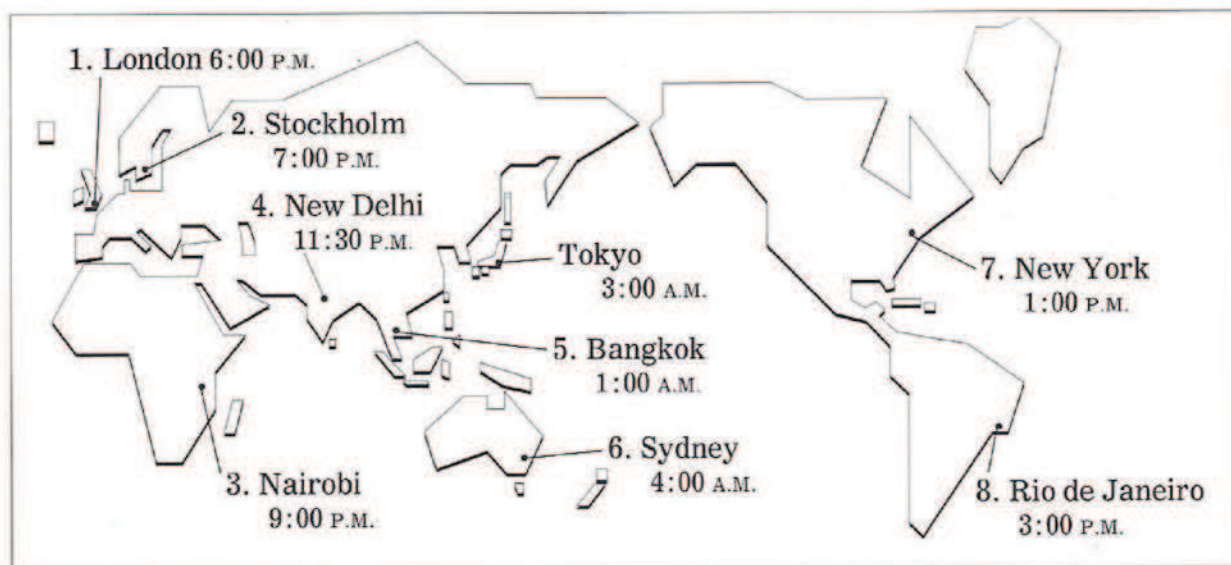 1. London 6:00 P.M.
2. Stockholm
7:00 P.M.
4. New Delhi
11:30 P.M.
Tokyo
3:00 A.M.
7. New York
1:00 P.M.
5. Bangkok
1:00 A.M.
6. Sydney
4:00 A.M.
3. Nairobi
9:00 P.M.
8. Rio de Janeiro
3:00 P.M.